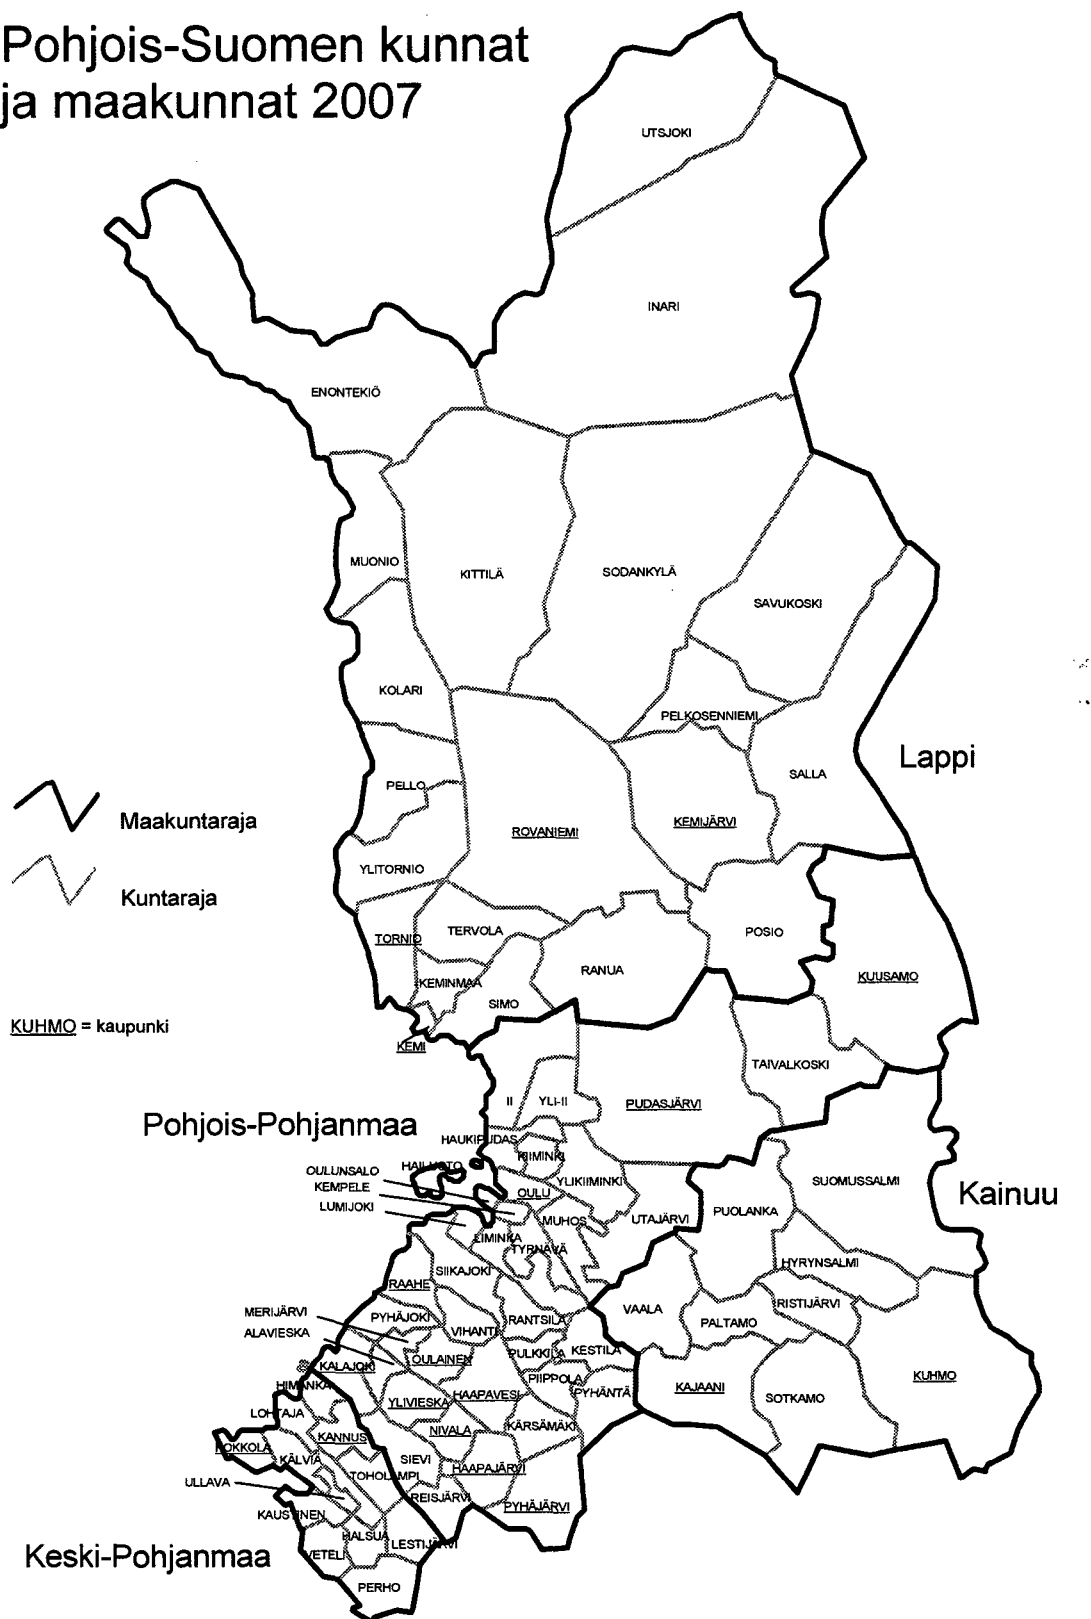 Pohjois-Suomen kunnat
ja maakunnat 2007
UTSJOKI
INARI
ENONTEKIÖ
MUONIO
KITTILÄ
SODANKYLÄ
SAVUKOSKI
KOLARI
PELKOSENNIEMI
Lappi
SALLA
PELLO
Maakuntaraja
ROVANIEMI
KEMIJÄRVI
YLITORNIO
Kuntaraja
TORNIO
TERVOLA
POSIO
RANUA
KUUSAMO
KEMINMAA
SIMO
KUHMO = kaupunki
KEMI
TAIVALKOSKI
II
YLI-II
PUDASJÄRVI
Pohjois-Pohjanmaa
HAUKIPUDAS
KIIMINKI
HAILUOTO
OULUNSALO
KEMPELE
LUMIJOKI
OULU
YLIKIIMINKI
SUOMUSSALMI
Kainuu
PUOLANKA
MUHOS
UTAJÄRVI
LIMINKA
TYRNÄVÄ
SIIKAJOKI
HYRYNSALMI
RAAHE
RISTIJÄRVI
MERIJÄRVI
PYHÄJOKI
RANTSILA
VAALA
PALTAMO
ALAVIESKA
VIHANTI
PULKKILA
KESTILÄ
KALAJOKI
OULAINEN
HIMANKA
PIIPPOLA
PYHÄNTÄ
KAJAANI
KUHMO
YLIVIESKA
HAAPAVESI
SOTKAMO
LOHTAJA
KANNUS
NIVALA
KÄRSÄMÄKI
KOKKOLA
KÄLVIÄ
SIEVI
HAAPAJÄRVI
ULLAVA
TOHOLAMPI
REISJÄRVI
PYHÄJÄRVI
KAUSTINEN
HALSUA
LESTIJÄRVI
VETELI
Keski-Pohjanmaa
PERHO